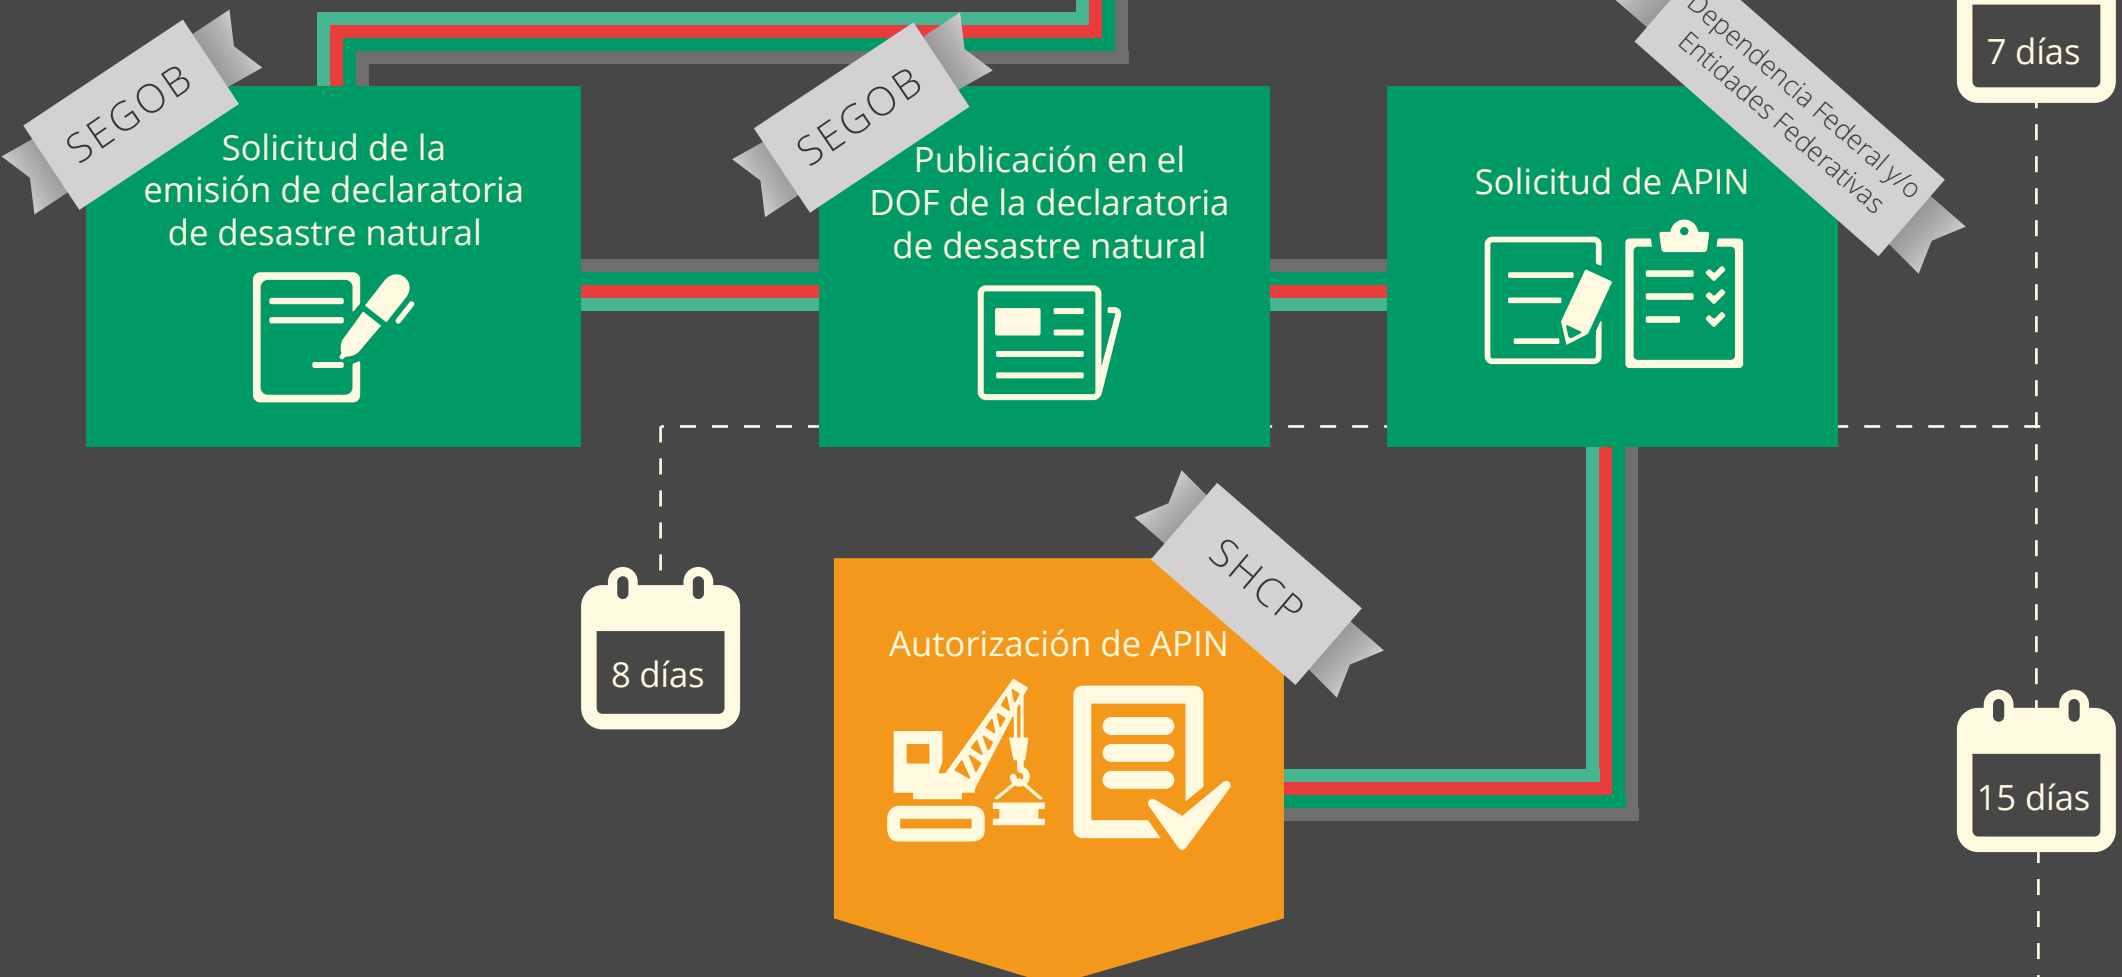 SEGOB
Solicitud de la
emisión de declaratoria
de desastre natural
SEGOB
Publicación en el
DOF de la declaratoria
de desastre natural
Dependencia Federal y/o
Entidades Federativas
Solicitud de APIN
7 días
8 días
SHCP
Autorización de APIN
15 días